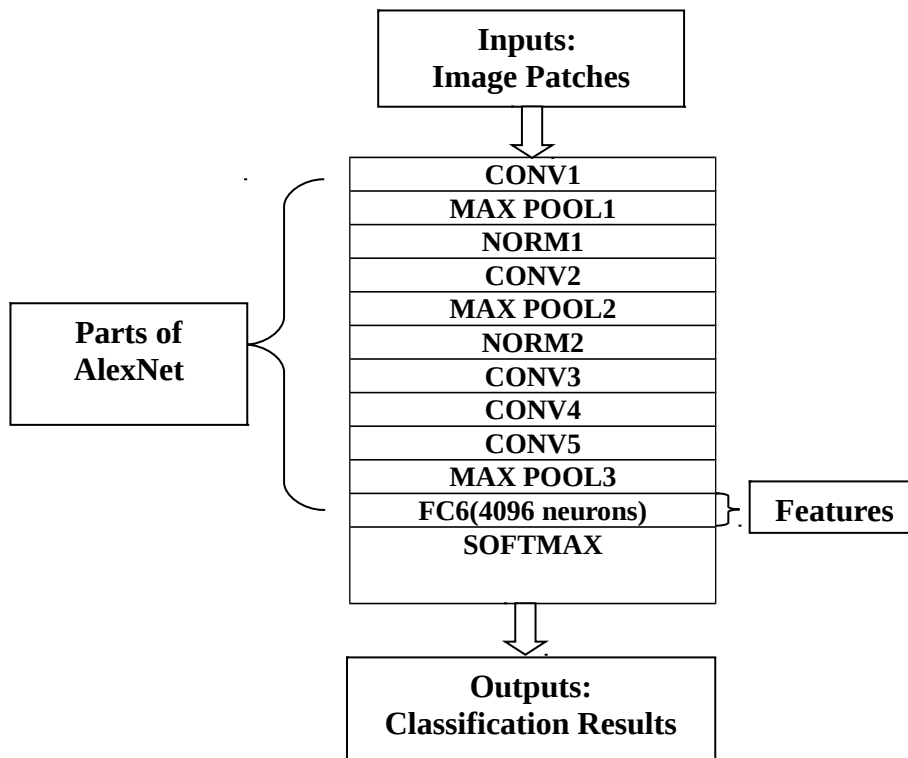 Inputs:
Image Patches
CONV1
MAX POOL1
NORM1
CONV2
MAX POOL2
NORM2
CONV3
CONV4
CONV5
MAX POOL3
FC6(4096 neurons)
SOFTMAX
Parts of
AlexNet
Features
Outputs:
Classification Results